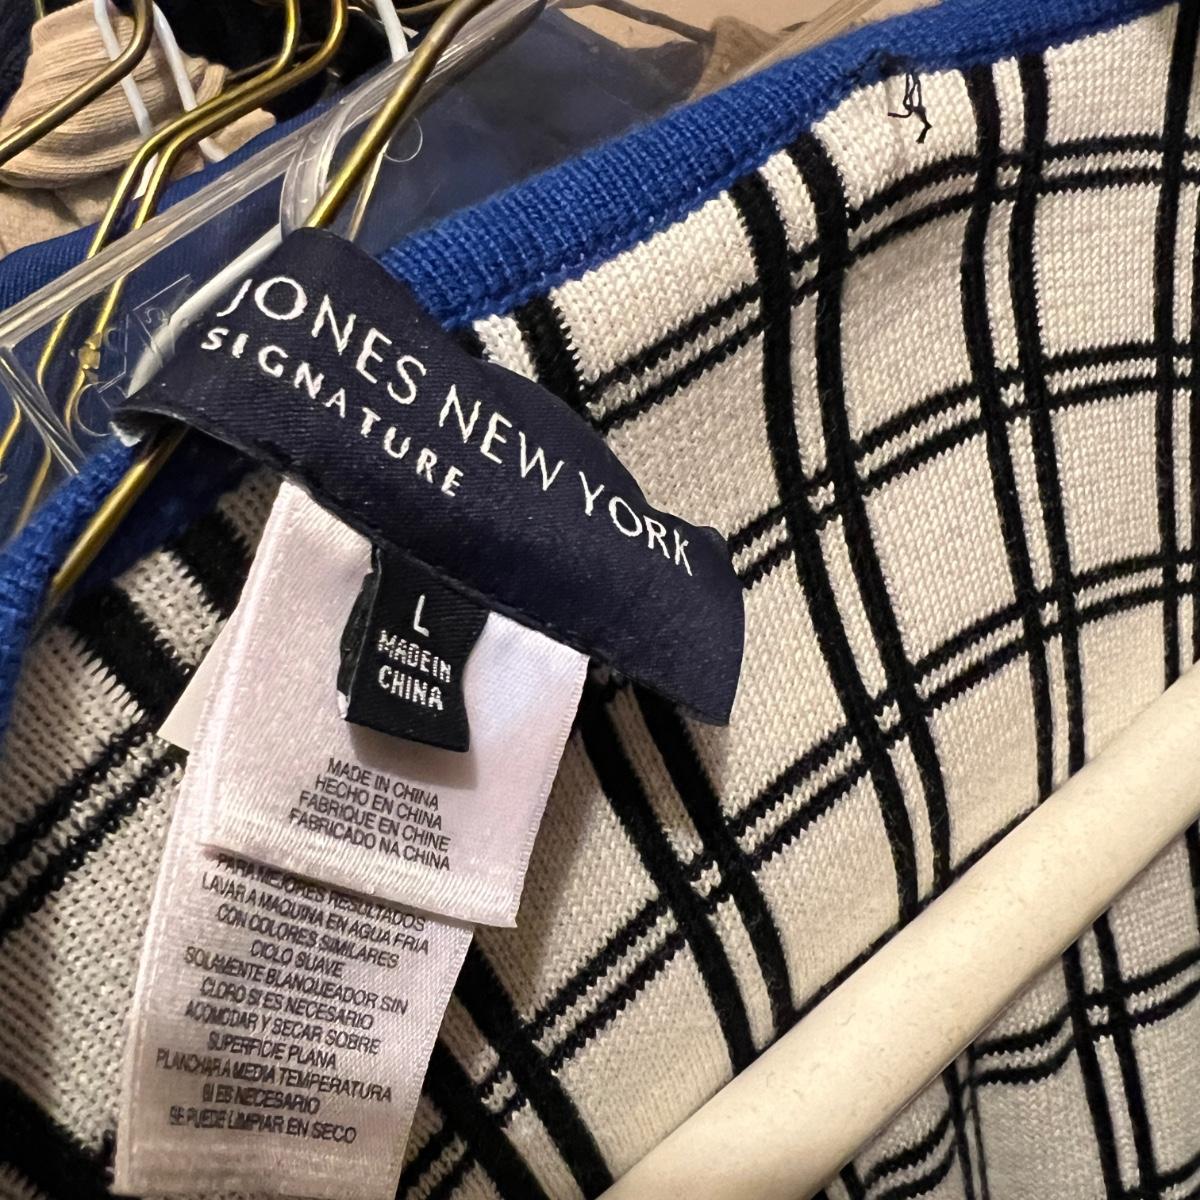 JONES NEW YORK
SIGNATURE
L
MADE IN
CHINA
MADE IN CHINA
HECHO EN CHINA
FABRIQUE EN CHINE
FABRICADO NA CHINA
PARA MEJORES RESULTADOS
LAVAR A MAQUINA EN AGUA FRIA
CON COLORES SIMILARES
CICLO SUAVE
SOLAMENTE BLANQUEADOR SIN
CLORO SI ES NECESARIO
ACOMODAR Y SECAR SOBRE
SUPERFICIE PLANA
PLANCHAR A MEDIA TEMPERATURA
SI ES NECESARIO
SE PUEDE LIMPIAR EN SECO